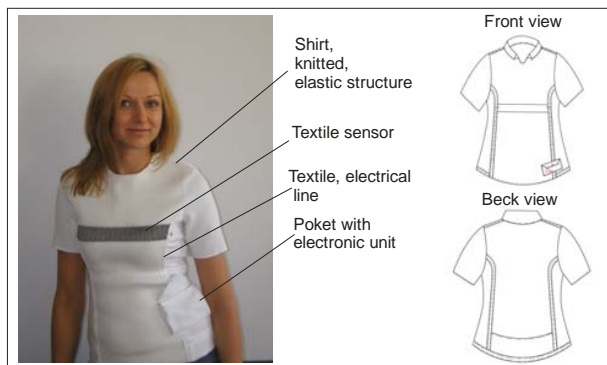 Shirt,
knitted,
elastic structure
Textile sensor
Textile, electrical
line
Poket with
electronic unit
Front view
Beck view